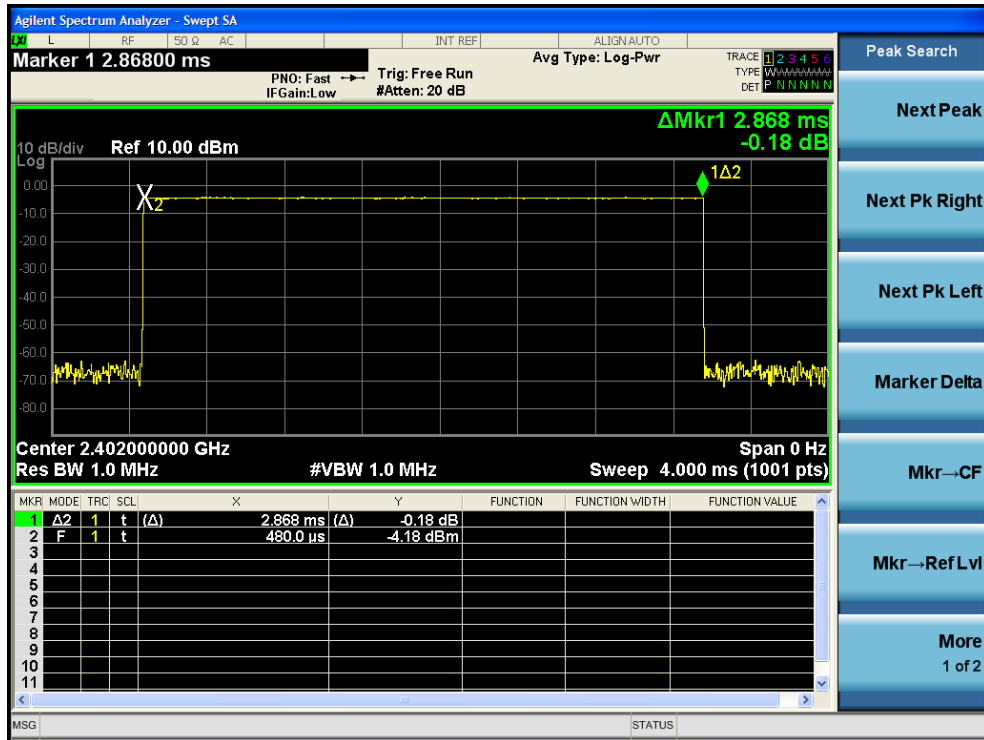 Agilent Spectrum Analyzer - Swept SA
LXI L RF 50 Ω AC INT REF ALIGN AUTO
Marker 1 2.86800 ms
PNO: Fast Trig: Free Run Avg Type: Log-Pwr TRACE 1 2 3 4 5 6
IFGain:Low #Atten: 20 dB TYPE WWWWWW
DET P N N N N N
Peak Search
Next Peak
Next Pk Right
Next Pk Left
Marker Delta
Mkr→CF
Mkr→Ref Lvl
More
1 of 2
ΔMkr1 2.868 ms
-0.18 dB
10 dB/div Ref 10.00 dBm
Log
1Δ2
0.00
X2
-10.0
-20.0
-30.0
-40.0
-50.0
-60.0
-70.0
-80.0
Center 2.402000000 GHz Span 0 Hz
Res BW 1.0 MHz #VBW 1.0 MHz Sweep 4.000 ms (1001 pts)
MKR MODE TRC SCL X Y FUNCTION FUNCTION WIDTH FUNCTION VALUE
1 Δ2 1 t (Δ) 2.868 ms (Δ) -0.18 dB
2 F 1 t 480.0 µs -4.18 dBm
3
4
5
6
7
8
9
10
11
MSG STATUS